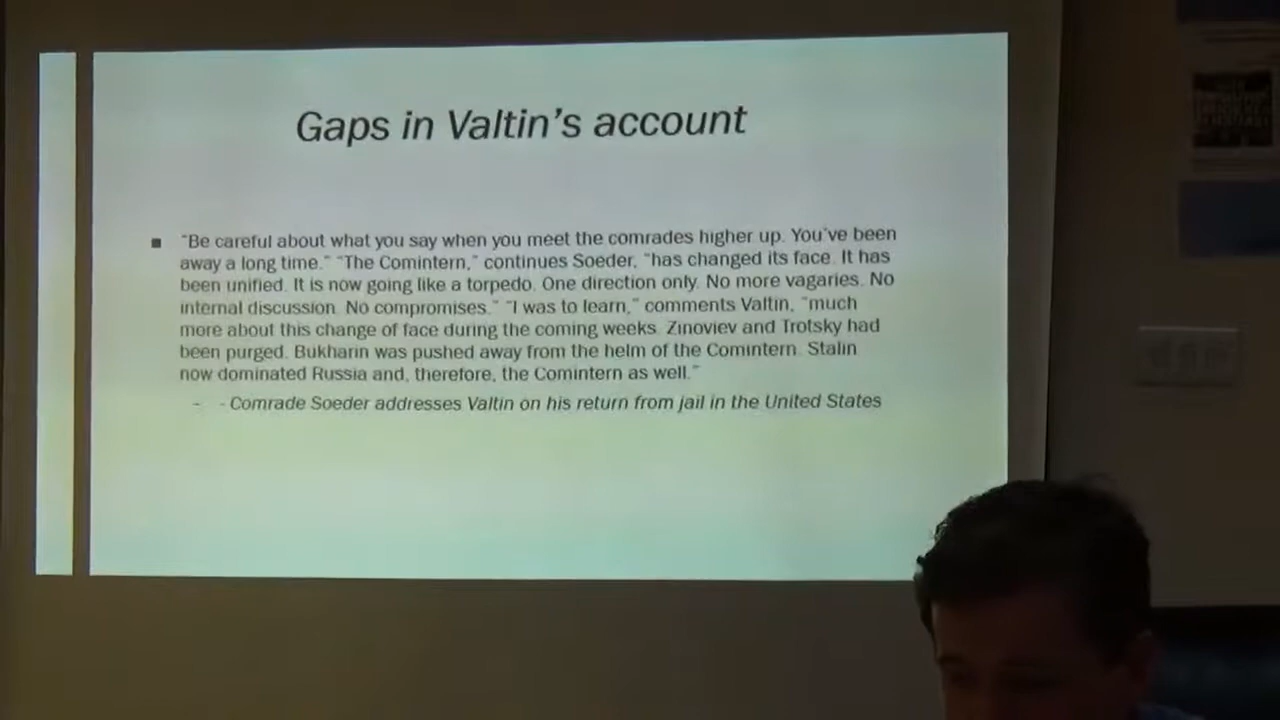 Gaps in Valtin's account
"Be careful about what you say when you meet the comrades higher up. You've been
away a long time." "The Comintern," continues Soeder, "has changed its face. It has
been unified. It is now going like a torpedo. One direction only. No more vagaries. No
internal discussion. No compromises." "I was to learn," comments Valtin, "much
more about this change of face during the coming weeks. Zinoviev and Trotsky had
been purged. Bukharin was pushed away from the helm of the Comintern. Stalin
now dominated Russia and, therefore, the Comintern as well."
– - Comrade Soeder addresses Valtin on his return from jail in the United States